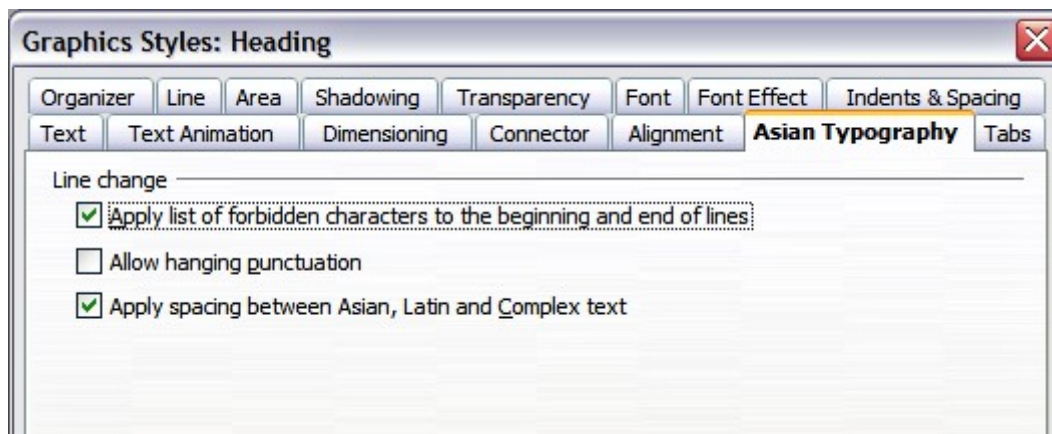 Graphics Styles: Heading
Organizer Line Area Shadowing Transparency Font Font Effect Indents & Spacing
Text Text Animation Dimensioning Connector Alignment Asian Typography Tabs
Line change
Apply list of forbidden characters to the beginning and end of lines
Allow hanging punctuation
Apply spacing between Asian, Latin and Complex text